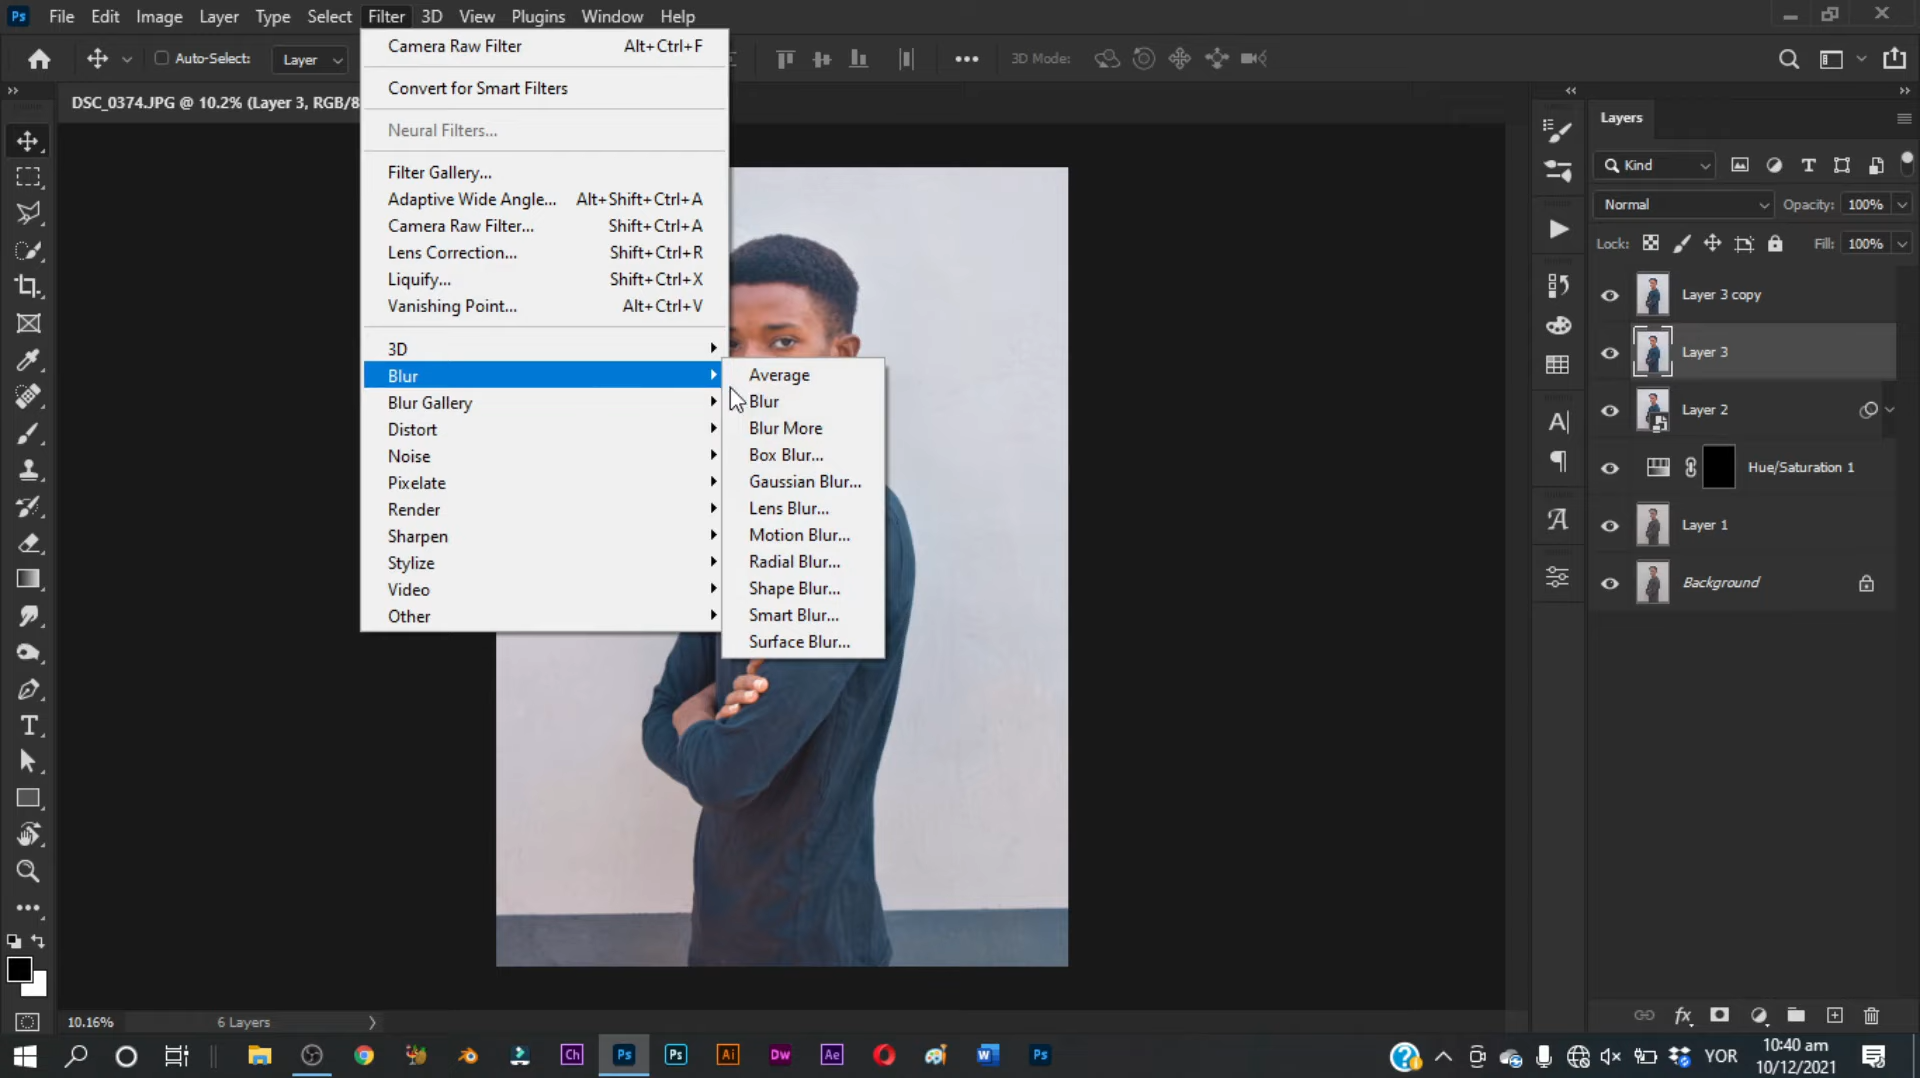 Ps File Edit Image Layer Type Select Filter 3D View Plugins Window Help
Auto-Select: Layer 3D Mode:
DSC_0374.JPG @ 10.2% (Layer 3, RGB/8
Camera Raw Filter Alt+Ctrl+F
Convert for Smart Filters
Neural Filters...
Filter Gallery...
Adaptive Wide Angle... Alt+Shift+Ctrl+A
Camera Raw Filter... Shift+Ctrl+A
Lens Correction... Shift+Ctrl+R
Liquify... Shift+Ctrl+X
Vanishing Point... Alt+Ctrl+V
3D
Blur
Blur Gallery
Distort
Noise
Pixelate
Render
Sharpen
Stylize
Video
Other
Average
Blur
Blur More
Box Blur...
Gaussian Blur...
Lens Blur...
Motion Blur...
Radial Blur...
Shape Blur...
Smart Blur...
Surface Blur...
Layers
Kind
Normal Opacity: 100%
Lock: Fill: 100%
Layer 3 copy
Layer 3
Layer 2
Hue/Saturation 1
Layer 1
Background
10.16% 6 Layers
Ch Ps Ps Ai Dw Ae Ps
YOR
10:40 am
10/12/2021